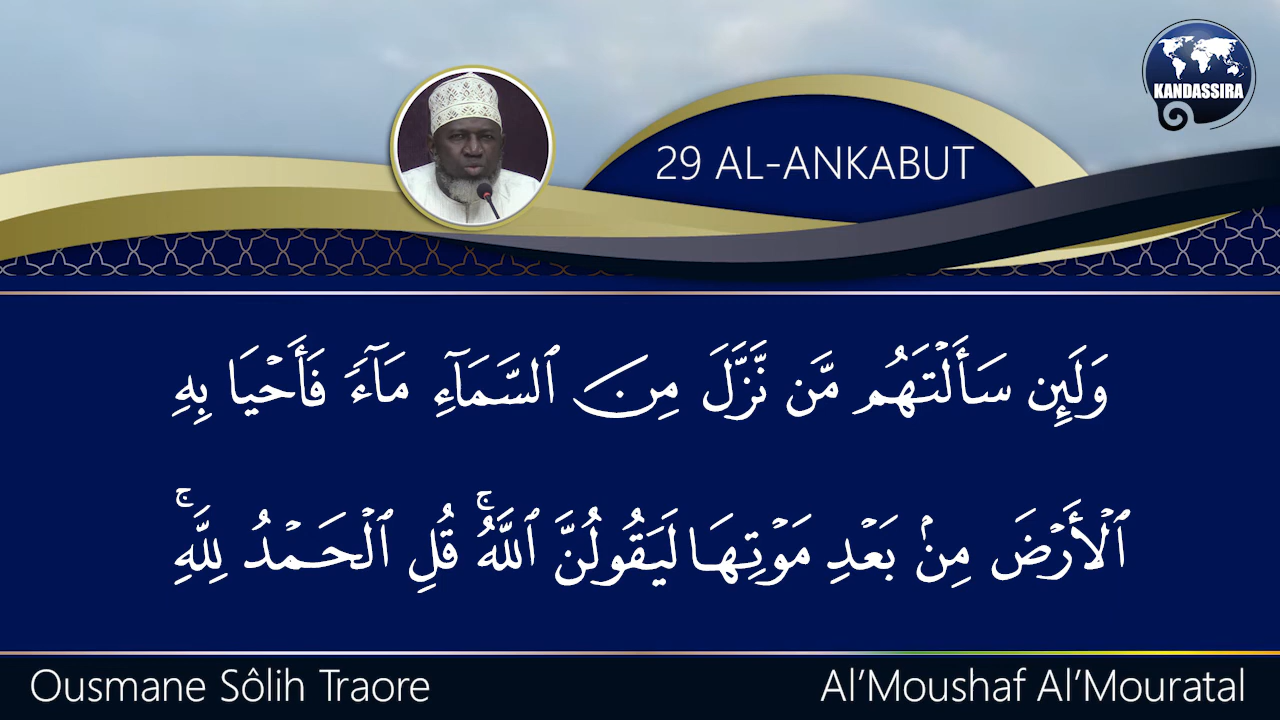 KANDASSIRA
29 AL-ANKABUT
وَلَئِن سَأَلْتَهُم مَّن نَّزَّلَ مِنَ ٱلسَّمَآءِ مَآءً فَأَحْيَا بِهِ
ٱلْأَرْضَ مِنۢ بَعْدِ مَوْتِهَا لَيَقُولُنَّ ٱللَّهُ ۚ قُلِ ٱلْحَمْدُ لِلَّهِ ۚ
Ousmane Sôlih Traore
Al’Moushaf Al’Mouratal